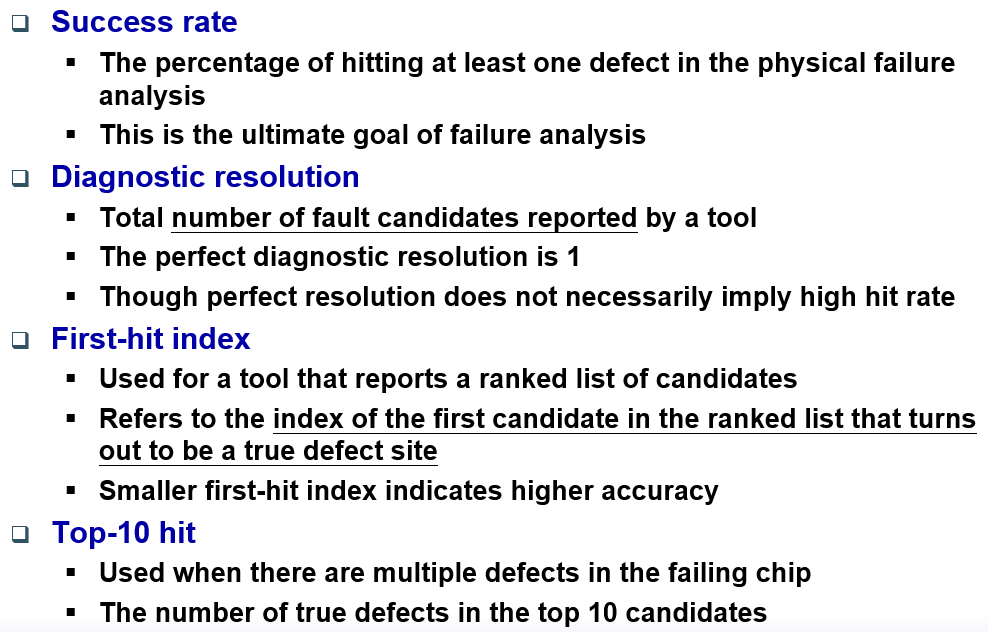 ❑ Success rate
▪ The percentage of hitting at least one defect in the physical failure
analysis
▪ This is the ultimate goal of failure analysis
❑ Diagnostic resolution
▪ Total number of fault candidates reported by a tool
▪ The perfect diagnostic resolution is 1
▪ Though perfect resolution does not necessarily imply high hit rate
❑ First-hit index
▪ Used for a tool that reports a ranked list of candidates
▪ Refers to the index of the first candidate in the ranked list that turns
out to be a true defect site
▪ Smaller first-hit index indicates higher accuracy
❑ Top-10 hit
▪ Used when there are multiple defects in the failing chip
▪ The number of true defects in the top 10 candidates